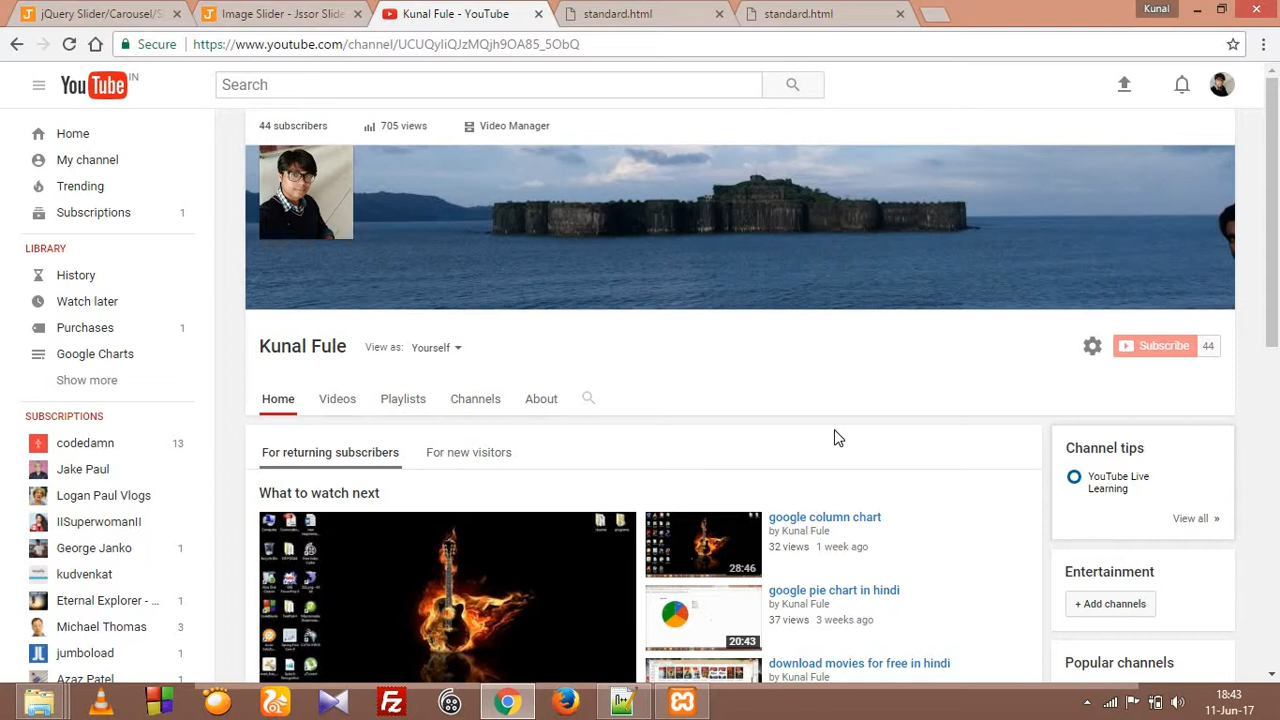 jQuery Slider/Carousel/S
Image Slider - Jssor Slider
Kunal Fule - YouTube
standard.html
standard.html
Kunal
Secure
https://www.youtube.com/channel/UCUQyIiQJzMQjh9OA85_5ObQ
YouTube IN
Search
Home
My channel
Trending
Subscriptions 1
LIBRARY
History
Watch later
Purchases 1
Google Charts
Show more
SUBSCRIPTIONS
codedamn 13
Jake Paul
Logan Paul Vlogs
IISuperwomanII
George Janko 1
kudvenkat 1
Eternal Explorer - ...
Michael Thomas 3
jumboload 1
Azza Patel 1
44 subscribers
705 views
Video Manager
Kunal Fule
View as: Yourself
Subscribe 44
Home
Videos
Playlists
Channels
About
For returning subscribers
For new visitors
What to watch next
28:46
google column chart
by Kunal Fule
32 views 1 week ago
20:43
google pie chart in hindi
by Kunal Fule
37 views 3 weeks ago
download movies for free in hindi
by Kunal Fule
Channel tips
YouTube Live
Learning
View all »
Entertainment
+ Add channels
Popular channels
18:43
11-Jun-17